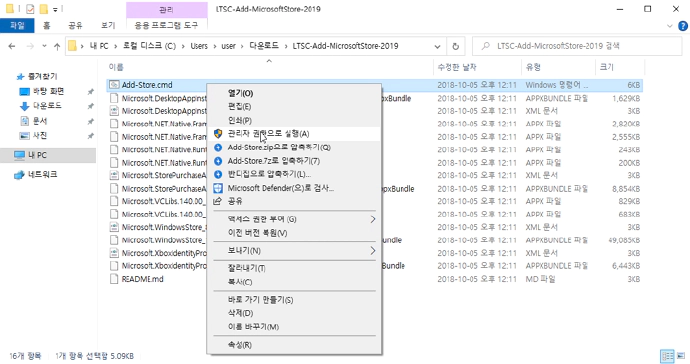 관리
LTSC-Add-MicrosoftStore-2019
파일
홈
공유
보기
응용 프로그램 도구
내 PC
로컬 디스크 (C:)
Users
user
다운로드
LTSC-Add-MicrosoftStore-2019
LTSC-Add-MicrosoftStore-2019 검색
즐겨찾기
바탕 화면
다운로드
문서
사진
내 PC
네트워크
이름
수정한 날짜
유형
크기
Add-Store.cmd
2018-10-05 오후 12:11
Windows 명령어 ...
6KB
Microsoft.DesktopAppInst
ppxBundle
2018-10-05 오후 12:11
APPXBUNDLE 파일
1,629KB
Microsoft.DesktopAppInst
2018-10-05 오후 12:11
XML 문서
3KB
Microsoft.NET.Native.Fram
2018-10-05 오후 12:11
APPX 파일
2,820KB
Microsoft.NET.Native.Fram
2018-10-05 오후 12:11
APPX 파일
2,555KB
Microsoft.NET.Native.Runt
2018-10-05 오후 12:11
APPX 파일
243KB
Microsoft.NET.Native.Runt
2018-10-05 오후 12:11
APPX 파일
200KB
Microsoft.StorePurchaseA
2018-10-05 오후 12:11
XML 문서
3KB
Microsoft.StorePurchaseA
Bundle
2018-10-05 오후 12:11
APPXBUNDLE 파일
8,854KB
Microsoft.VCLibs.140.00_
2018-10-05 오후 12:11
APPX 파일
829KB
Microsoft.VCLibs.140.00_
2018-10-05 오후 12:11
APPX 파일
683KB
Microsoft.WindowsStore_8
2018-10-05 오후 12:11
XML 문서
3KB
Microsoft.WindowsStore_
undle
2018-10-05 오후 12:11
APPXBUNDLE 파일
49,085KB
Microsoft.XboxIdentityPro
2018-10-05 오후 12:11
XML 문서
3KB
Microsoft.XboxIdentityPro
Bundle
2018-10-05 오후 12:11
APPXBUNDLE 파일
6,443KB
README.md
2018-10-05 오후 12:11
MD 파일
3KB
열기(O)
편집(E)
인쇄(P)
관리자 권한으로 실행(A)
Add-Store.zip으로 압축하기(Q)
Add-Store.7z로 압축하기(7)
반디집으로 압축하기(L)...
Microsoft Defender(으)로 검사...
공유
액세스 권한 부여 (G)
이전 버전 복원(V)
보내기(N)
잘라내기(T)
복사(C)
바로 가기 만들기(S)
삭제(D)
이름 바꾸기(M)
속성(R)
16개 항목
1개 항목 선택함 5.09KB